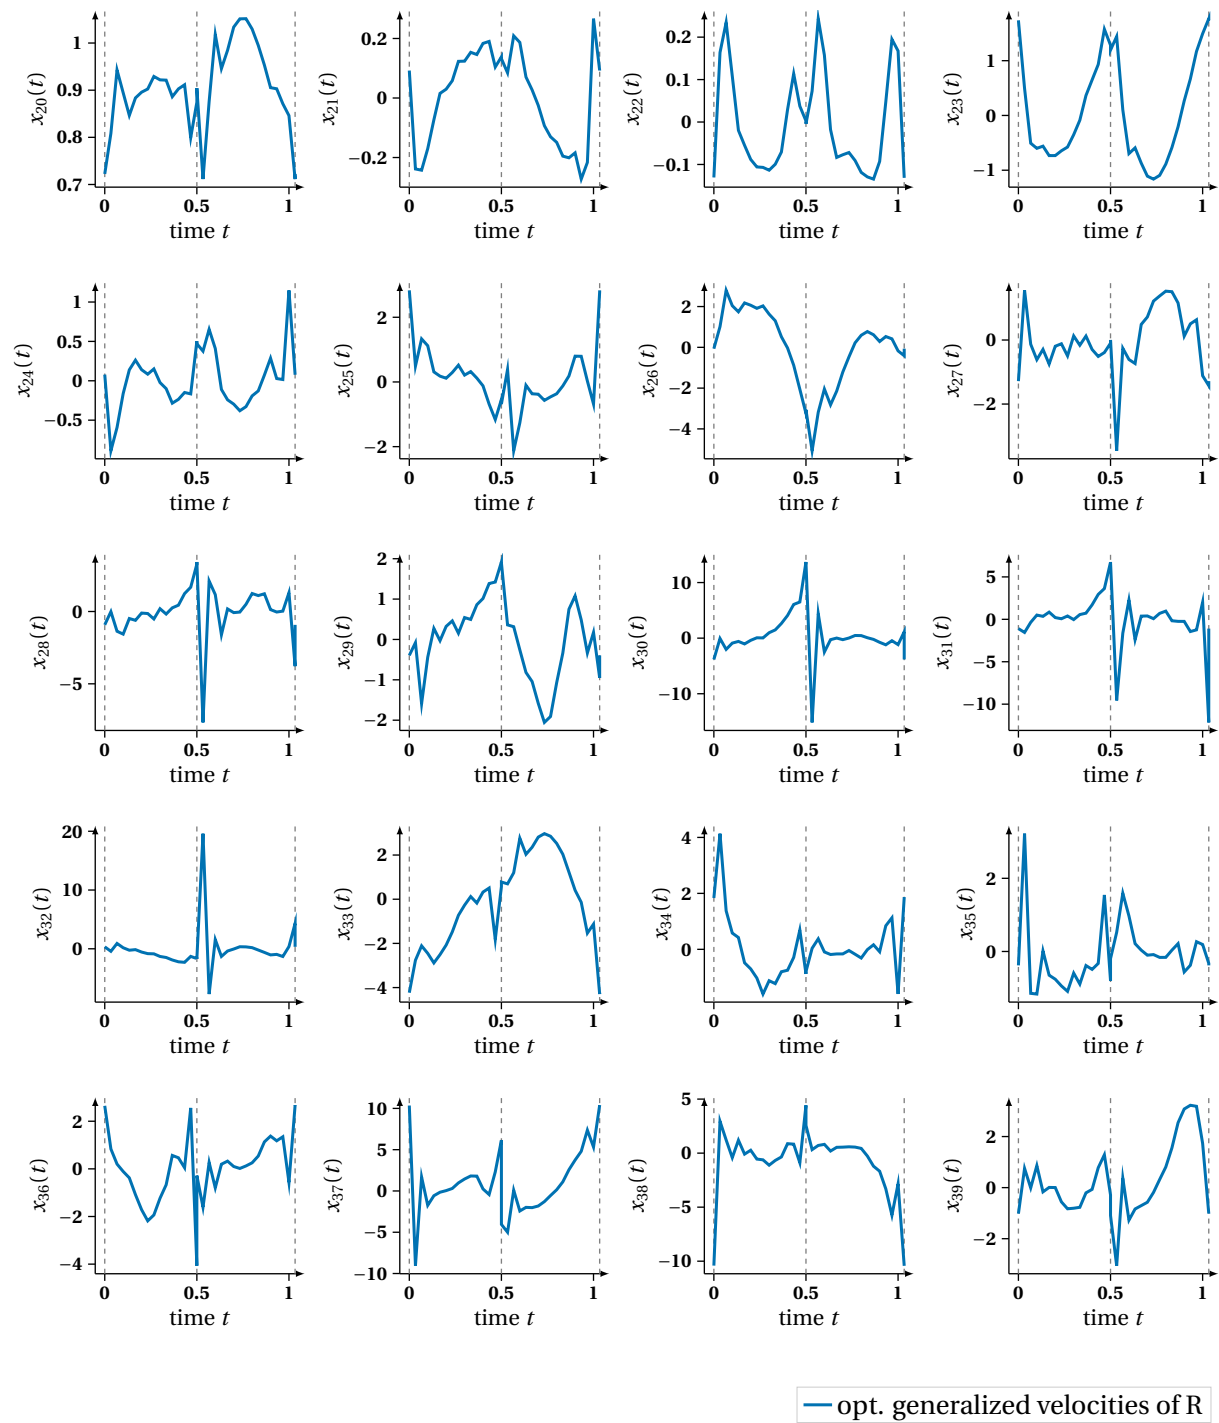 1
0.9
0.8
0.7
x20(t)
0 0.5 1
time t
0.2
0
−0.2
x21(t)
0 0.5 1
time t
0.2
0.1
0
−0.1
x22(t)
0 0.5 1
time t
1
0
−1
x23(t)
0 0.5 1
time t
1
0.5
0
−0.5
x24(t)
0 0.5 1
time t
2
0
−2
x25(t)
0 0.5 1
time t
2
0
−2
−4
x26(t)
0 0.5 1
time t
0
−2
x27(t)
0 0.5 1
time t
0
−5
x28(t)
0 0.5 1
time t
2
1
0
−1
−2
x29(t)
0 0.5 1
time t
10
0
−10
x30(t)
0 0.5 1
time t
5
0
−5
−10
x31(t)
0 0.5 1
time t
20
10
0
x32(t)
0 0.5 1
time t
2
0
−2
−4
x33(t)
0 0.5 1
time t
4
2
0
x34(t)
0 0.5 1
time t
2
0
x35(t)
0 0.5 1
time t
2
0
−2
−4
x36(t)
0 0.5 1
time t
10
5
0
−5
−10
x37(t)
0 0.5 1
time t
5
0
−5
−10
x38(t)
0 0.5 1
time t
2
0
−2
x39(t)
0 0.5 1
time t
opt. generalized velocities of R